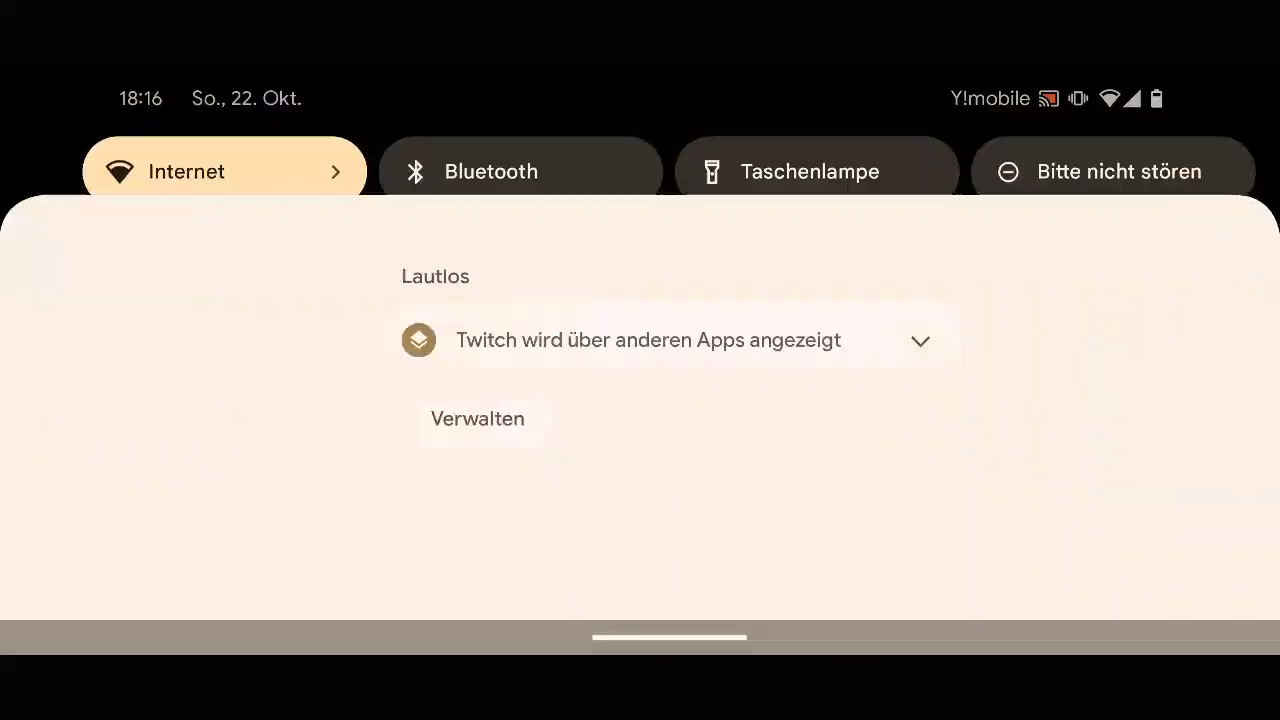 18:16 So., 22. Okt. Y!mobile
Internet Bluetooth Taschenlampe Bitte nicht stören
Lautlos
Twitch wird über anderen Apps angezeigt
Verwalten